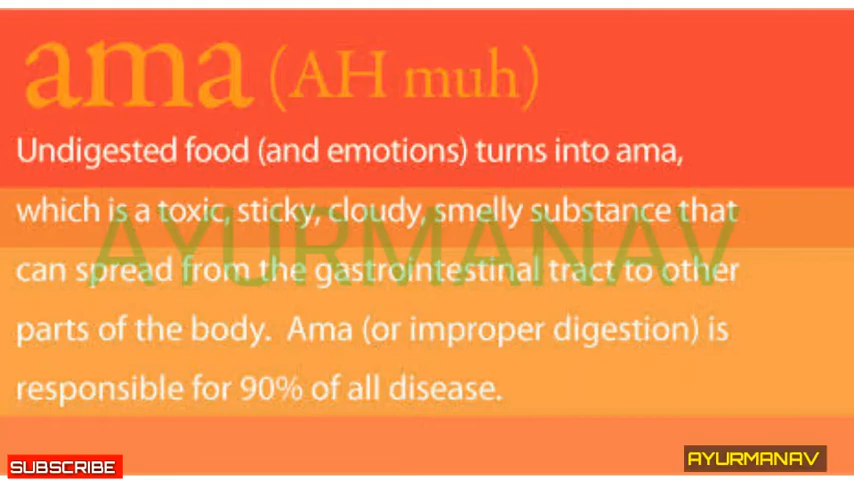 ama (AH muh)
Undigested food (and emotions) turns into ama,
which is a toxic, sticky, cloudy, smelly substance that
AYURMANAV
can spread from the gastrointestinal tract to other
parts of the body. Ama (or improper digestion) is
responsible for 90% of all disease.
SUBSCRIBE
AYURMANAV